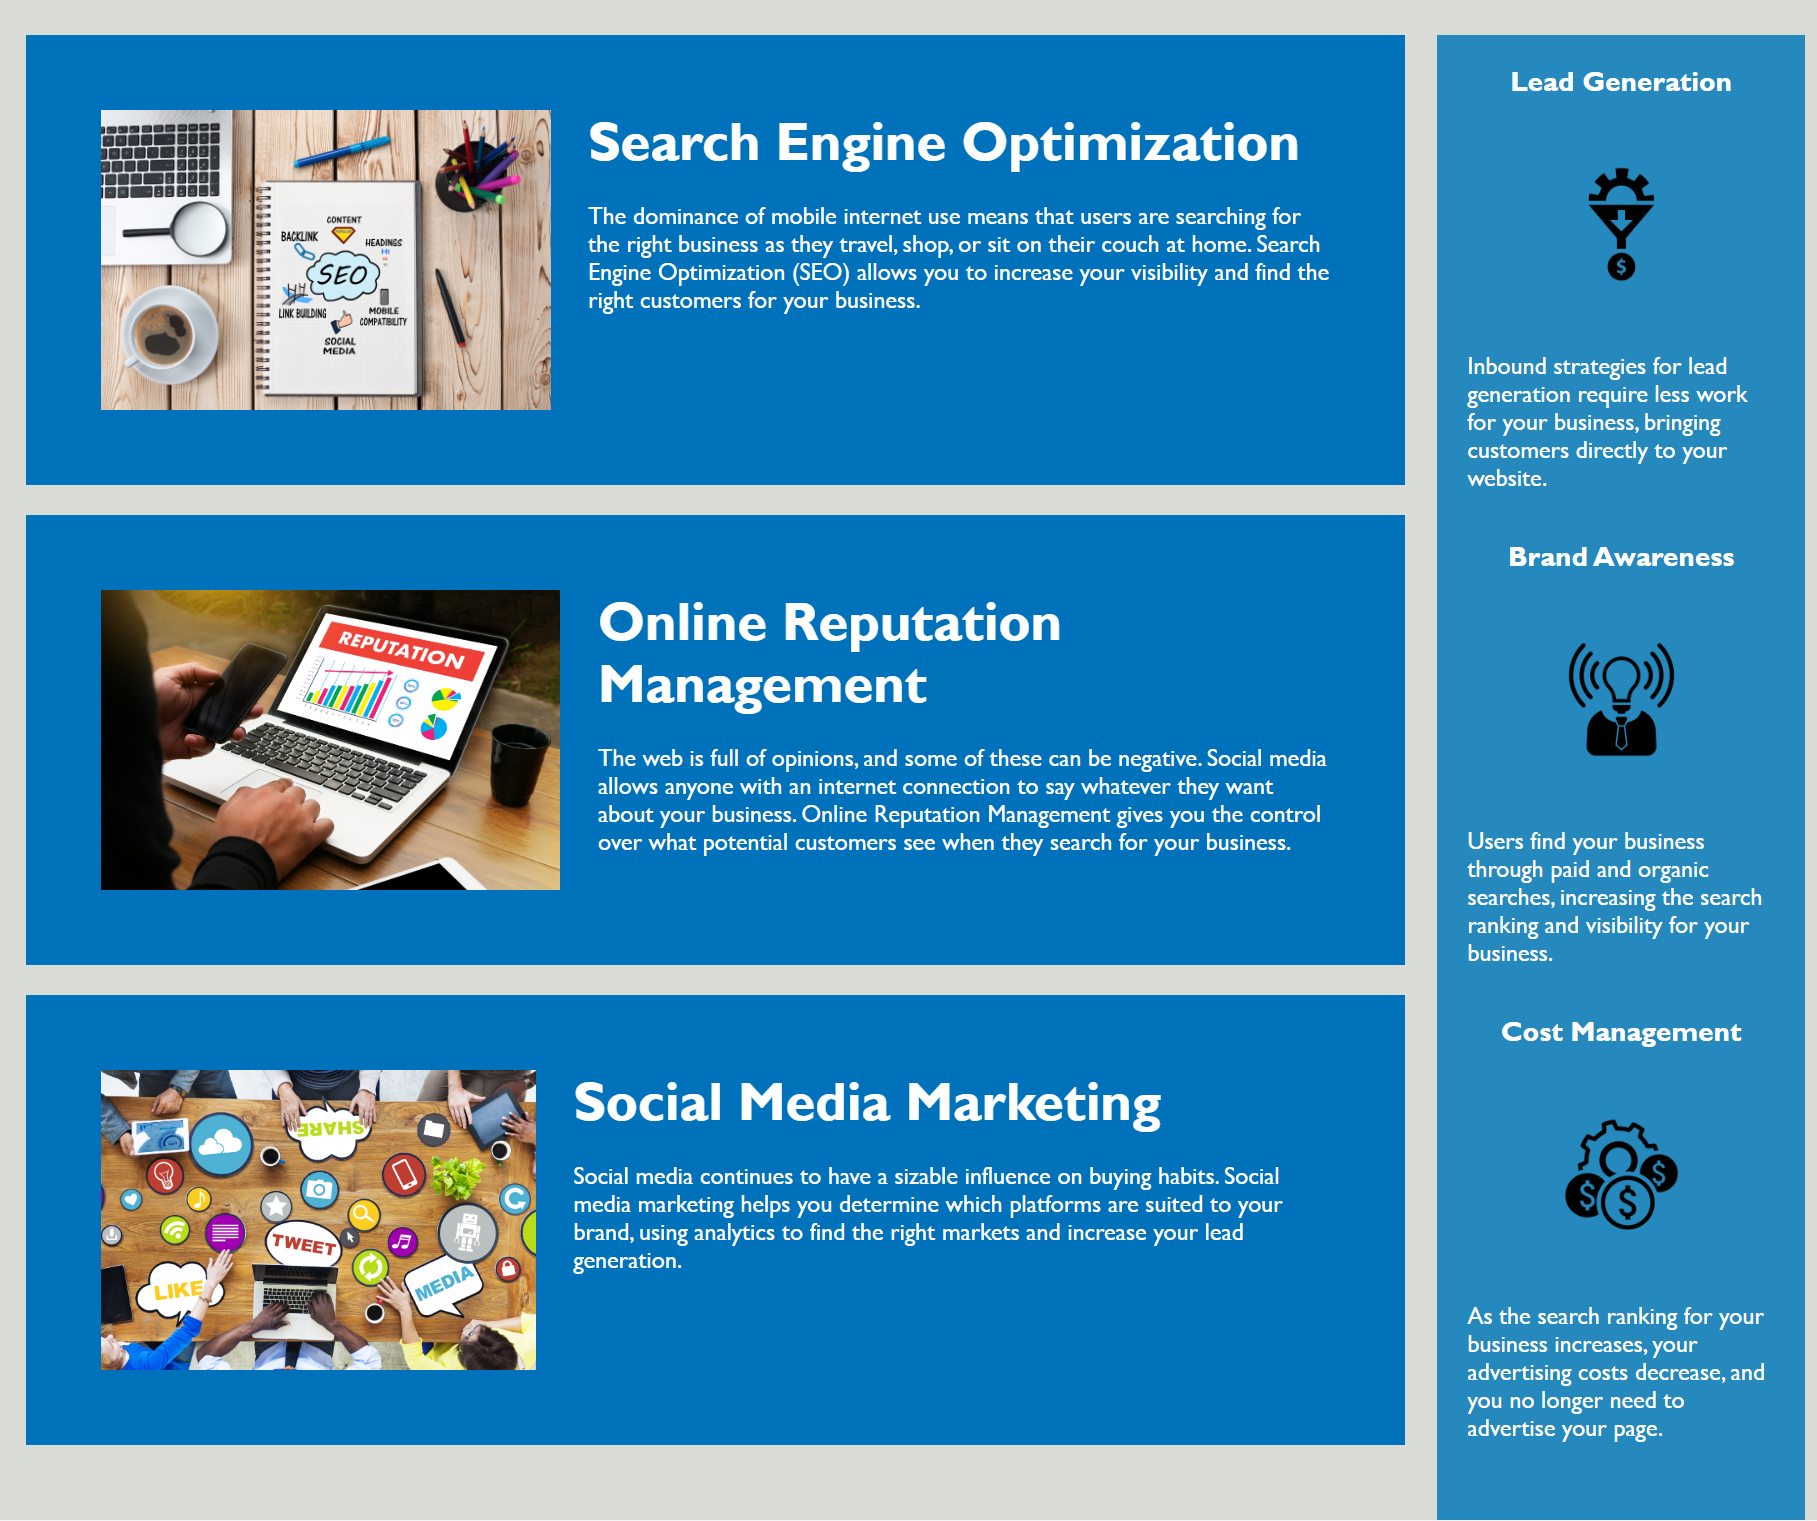 Search Engine Optimization
The dominance of mobile internet use means that users are searching for
the right business as they travel, shop, or sit on their couch at home. Search
Engine Optimization (SEO) allows you to increase your visibility and find the
right customers for your business.
CONTENT
BACKLINK
HEADINGS
H1
SEO
LINK BUILDING
MOBILE
COMPATIBILITY
SOCIAL
MEDIA
Online Reputation
Management
The web is full of opinions, and some of these can be negative. Social media
allows anyone with an internet connection to say whatever they want
about your business. Online Reputation Management gives you the control
over what potential customers see when they search for your business.
REPUTATION
Social Media Marketing
Social media continues to have a sizable influence on buying habits. Social
media marketing helps you determine which platforms are suited to your
brand, using analytics to find the right markets and increase your lead
generation.
SHARE
TWEET
LIKE
MEDIA
Lead Generation
$
Inbound strategies for lead
generation require less work
for your business, bringing
customers directly to your
website.
Brand Awareness
Users find your business
through paid and organic
searches, increasing the search
ranking and visibility for your
business.
Cost Management
$
$
$
As the search ranking for your
business increases, your
advertising costs decrease, and
you no longer need to
advertise your page.